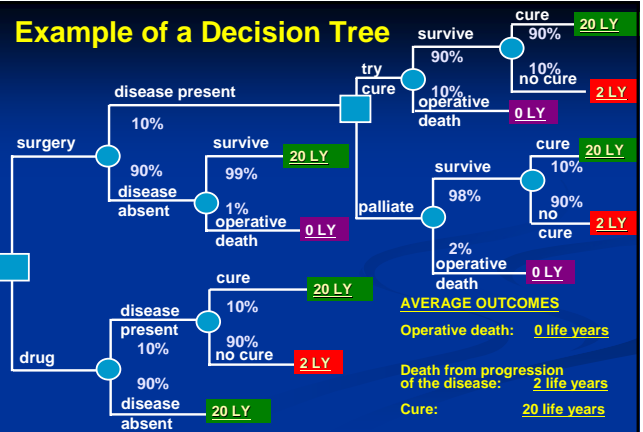 Example of a Decision Tree
surgery
disease present
10%
90%
disease
absent
survive
99%
20 LY
1%
operative
death
0 LY
try
cure
survive
90%
10%
operative
death
0 LY
cure
90%
20 LY
10%
no cure
2 LY
palliate
survive
98%
2%
operative
death
0 LY
cure
10%
20 LY
90%
no
cure
2 LY
drug
disease
present
10%
90%
disease
absent
20 LY
cure
10%
20 LY
90%
no cure
2 LY
AVERAGE OUTCOMES
Operative death: 0 life years
Death from progression
of the disease: 2 life years
Cure: 20 life years